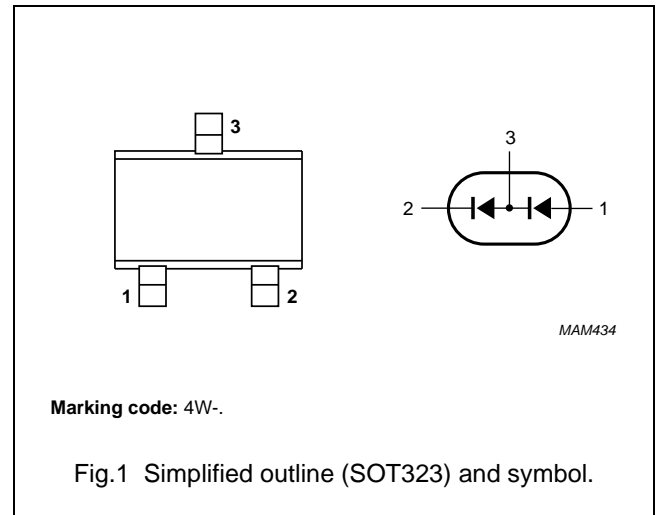 3
3
2
1
1
2
MAM434
Marking code: 4W-.
Fig.1 Simplified outline (SOT323) and symbol.